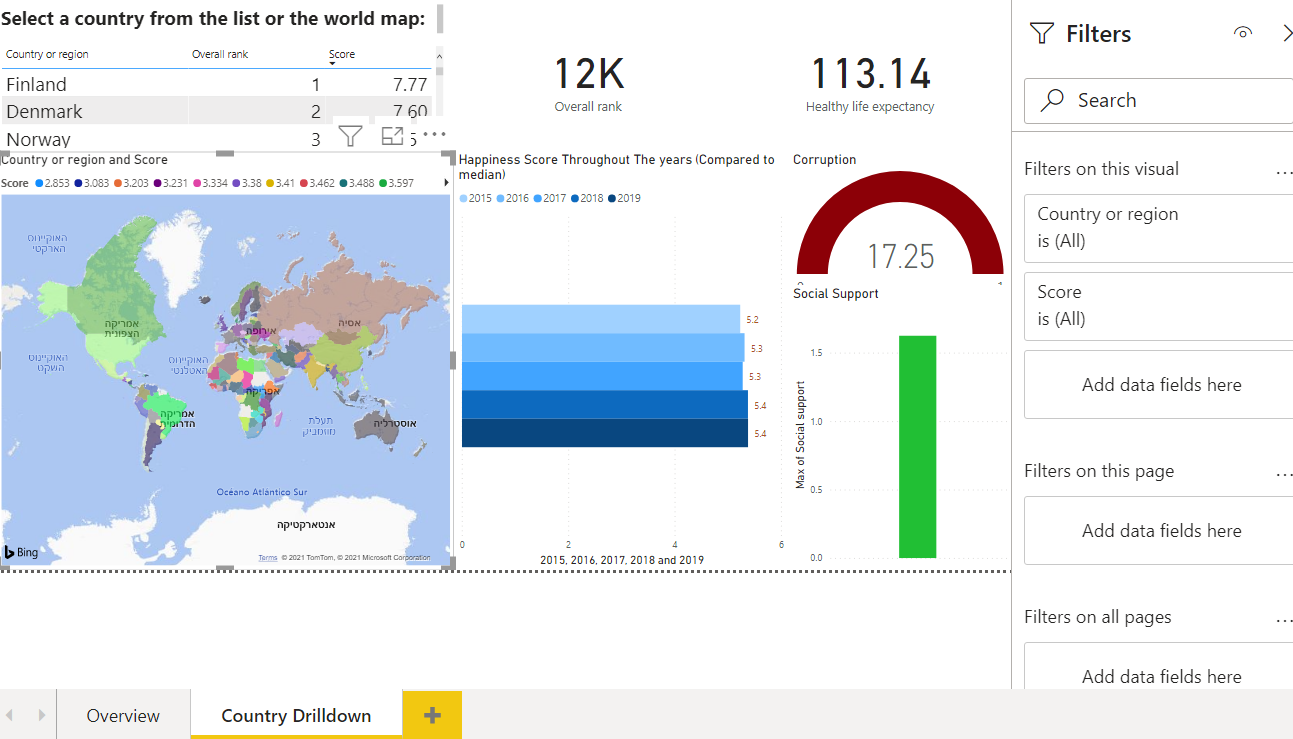 Select a country from the list or the world map:
Country or region Overall rank Score
Finland 1 7.77
Denmark 2 7.60
Norway 3 5
12K
Overall rank
113.14
Healthy life expectancy
Country or region and Score
Score 2.853 3.083 3.203 3.231 3.334 3.38 3.41 3.462 3.488 3.597
האוקיינוס
הארקטי
אמריקה
הצפונית
אירופה
אסיה
האוקיינוס
השקט
האוקיינוס
האטלנטי
אפריקה
אמריקה
הדרומית
תעלת
מוזמביק
אוסטרליה
Océano Atlántico Sur
אנטארקטיקה
Bing
Terms © 2021 TomTom, © 2021 Microsoft Corporation
Happiness Score Throughout The years (Compared to
median)
2015 2016 2017 2018 2019
5.2
5.3
5.3
5.4
5.4
0 2 4 6
2015, 2016, 2017, 2018 and 2019
Corruption
17.25
Social Support
Max of Social support
1.5
1.0
0.5
0.0
Filters
Search
Filters on this visual
Country or region
is (All)
Score
is (All)
Add data fields here
Filters on this page
Add data fields here
Filters on all pages
Add data fields here
Overview
Country Drilldown